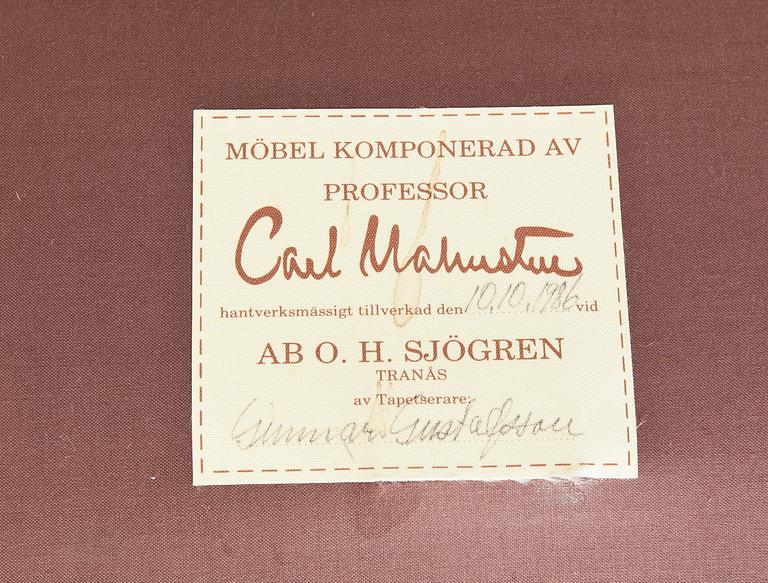 MÖBEL KOMPONERAD AV
PROFESSOR
Carl Malmsten
hantverksmässigt tillverkad den 10.10.1986 vid
AB O. H. SJÖGREN
TRANÅS
av Tapetserare:
Gunnar Gustafsson